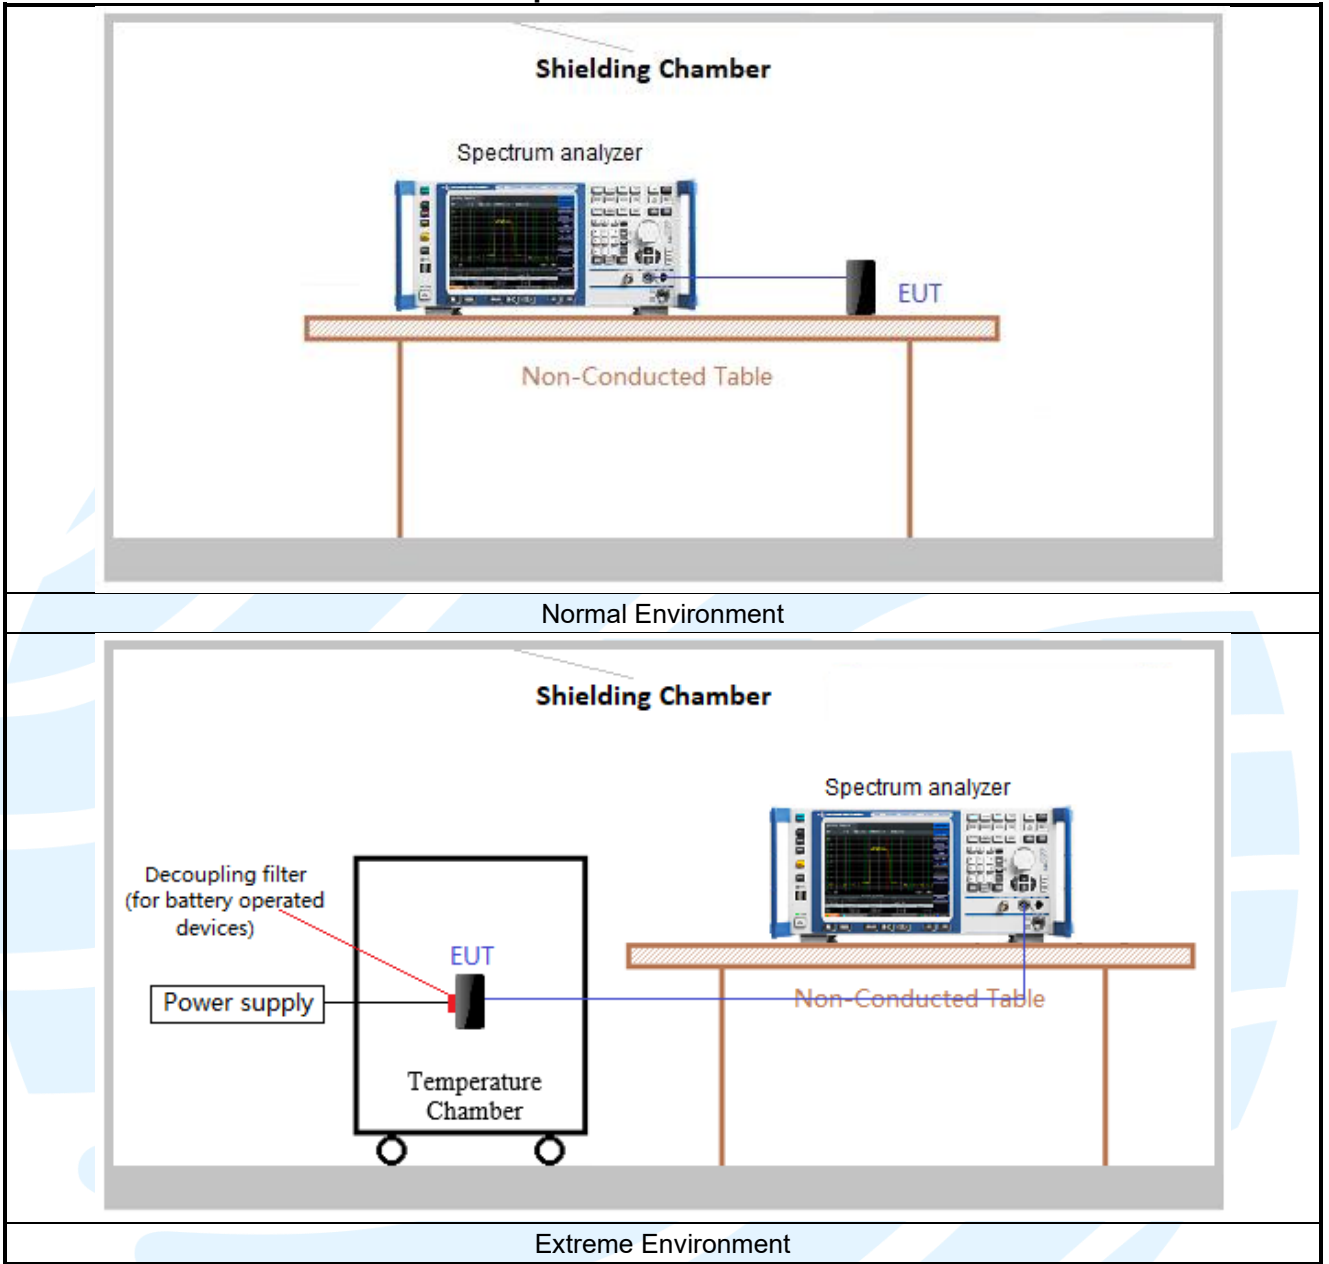 Shielding Chamber
Spectrum analyzer
EUT
Non-Conducted Table
Normal Environment
Shielding Chamber
Spectrum analyzer
Decoupling filter
(for battery operated
devices)
EUT
Power supply
Non-Conducted Table
Temperature
Chamber
Extreme Environment